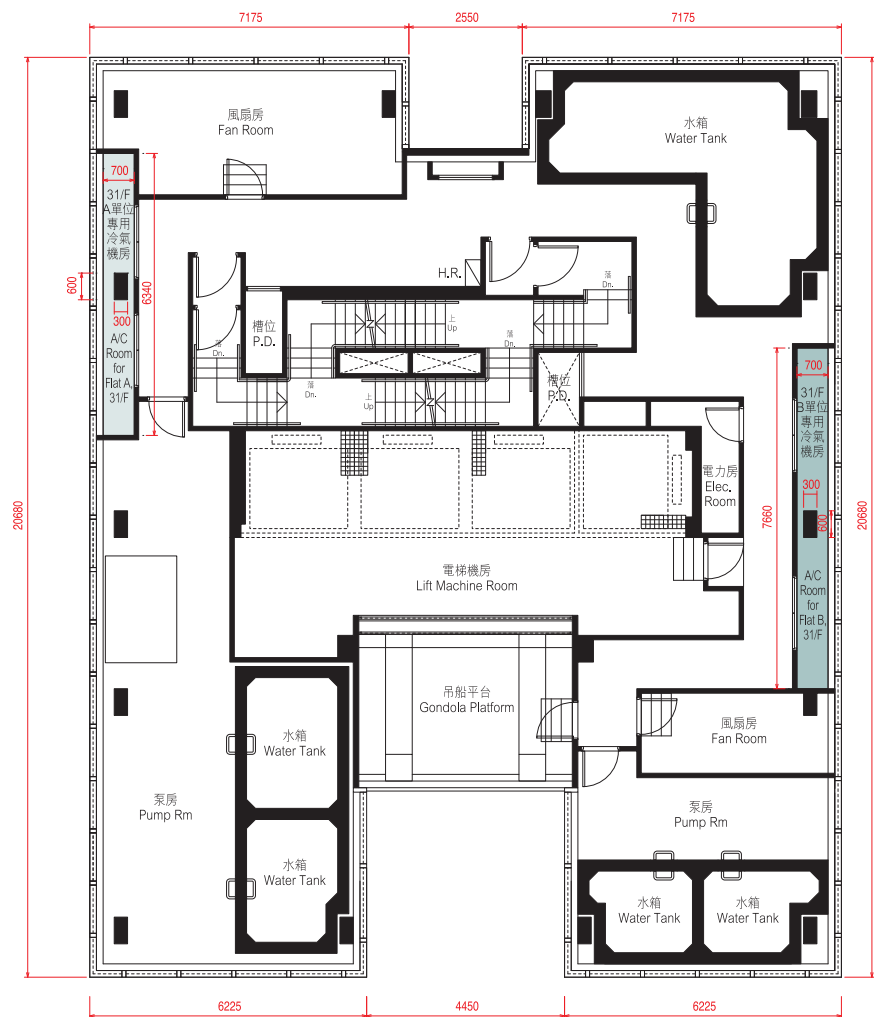 7175
2550
7175
風扇房
Fan Room
水箱
Water Tank
700
31/F
A單位
專用
冷氣
機房
600
6340
300
A/C
Room
for
Flat A,
31/F
H.R.
落
Dn.
上
Up
槽位
P.D.
落
Dn.
落
Dn.
落
Dn.
上
Up
槽位
P.D.
700
31/F
B單位
專用
冷氣
機房
300
600
A/C
Room
for
Flat B,
31/F
7660
20680
20680
電力房
Elec.
Room
電梯機房
Lift Machine Room
吊船平台
Gondola Platform
風扇房
Fan Room
水箱
Water Tank
泵房
Pump Rm
泵房
Pump Rm
水箱
Water Tank
水箱
Water Tank
水箱
Water Tank
6225
4450
6225